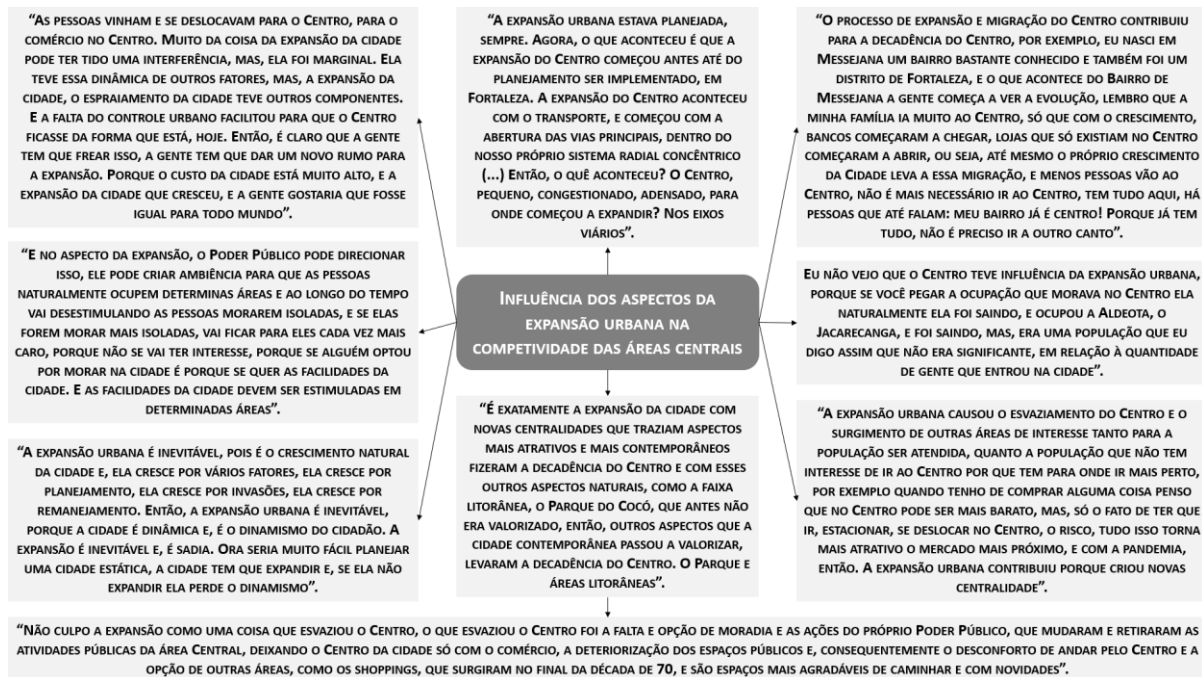 “As pessoas vinham e se deslocavam para o Centro, para o
comércio no Centro. Muito da coisa da expansão da cidade
pode ter tido uma interferência, mas, ela foi marginal. Ela
teve essa dinâmica de outros fatores, mas, a expansão da
cidade, o espraiamento da cidade teve outros componentes.
E a falta do controle urbano facilitou para que o Centro
ficasse da forma que está, hoje. Então, é claro que a gente
tem que frear isso, a gente tem que dar um novo rumo para
a expansão. Porque o custo da cidade está muito alto, e a
expansão da cidade que cresceu, e a gente gostaria que fosse
igual para todo mundo”.
“A expansão urbana estava planejada,
sempre. Agora, o que aconteceu é que a
expansão do Centro começou antes até do
planejamento ser implementado, em
Fortaleza. A expansão do Centro aconteceu
com o transporte, e começou com a
abertura das vias principais, dentro do
nosso próprio sistema radial concêntrico
(...) Então, o quê aconteceu? O Centro,
pequeno, congestionado, adensado, para
onde começou a expandir? Nos eixos
viários”.
“O processo de expansão e migração do Centro contribuiu
para a decadência do Centro, por exemplo, eu nasci em
Messejana um bairro bastante conhecido e também foi um
distrito de Fortaleza, e o que acontece do Bairro de
Messejana a gente começa a ver a evolução, lembro que a
minha família ia muito ao Centro, só que com o crescimento,
bancos começaram a chegar, lojas que só existiam no Centro
começaram a abrir, ou seja, até mesmo o próprio crescimento
da Cidade leva a essa migração, e menos pessoas vão ao
Centro, não é mais necessário ir ao Centro, tem tudo aqui, há
pessoas que até falam: meu bairro já é centro! Porque já tem
tudo, não é preciso ir a outro canto”.
“E no aspecto da expansão, o Poder Público pode direcionar
isso, ele pode criar ambiência para que as pessoas
naturalmente ocupem determinas áreas e ao longo do tempo
vai desestimulando as pessoas morarem isoladas, e se elas
forem morar mais isoladas, vai ficar para eles cada vez mais
caro, porque não se vai ter interesse, porque se alguém optou
por morar na cidade é porque se quer as facilidades da
cidade. E as facilidades da cidade devem ser estimuladas em
determinadas áreas”.
Influência dos aspectos da
expansão urbana na
competividade das áreas centrais
Eu não vejo que o Centro teve influência da expansão urbana,
porque se você pegar a ocupação que morava no Centro ela
naturalmente ela foi saindo, e ocupou a Aldeota, o
Jacarecanga, e foi saindo, mas, era uma população que eu
digo assim que não era significante, em relação à quantidade
de gente que entrou na cidade”.
“A expansão urbana é inevitável, pois é o crescimento natural
da cidade e, ela cresce por vários fatores, ela cresce por
planejamento, ela cresce por invasões, ela cresce por
remanejamento. Então, a expansão urbana é inevitável,
porque a cidade é dinâmica e, é o dinamismo do cidadão. A
expansão é inevitável e, é sadia. Ora seria muito fácil planejar
uma cidade estática, a cidade tem que expandir e, se ela não
expandir ela perde o dinamismo”.
“É exatamente a expansão da cidade com
novas centralidades que traziam aspectos
mais atrativos e mais contemporâneos
fizeram a decadência do Centro e com esses
outros aspectos naturais, como a faixa
litorânea, o Parque do Cocó, que antes não
era valorizado, então, outros aspectos que a
cidade contemporânea passou a valorizar,
levaram a decadência do Centro. O Parque e
áreas litorâneas”.
“A expansão urbana causou o esvaziamento do Centro e o
surgimento de outras áreas de interesse tanto para a
população ser atendida, quanto a população que não tem
interesse de ir ao Centro por que tem para onde ir mais perto,
por exemplo quando tenho de comprar alguma coisa penso
que no Centro pode ser mais barato, mas, só o fato de ter que
ir, estacionar, se deslocar no Centro, o risco, tudo isso torna
mais atrativo o mercado mais próximo, e com a pandemia,
então. A expansão urbana contribuiu porque criou novas
centralidade”.
“Não culpo a expansão como uma coisa que esvaziou o Centro, o que esvaziou o Centro foi a falta e opção de moradia e as ações do próprio Poder Público, que mudaram e retiraram as
atividades públicas da área Central, deixando o Centro da cidade só com o comércio, a deteriorização dos espaços públicos e, consequentemente o desconforto de andar pelo Centro e a
opção de outras áreas, como os shoppings, que surgiram no final da década de 70, e são espaços mais agradáveis de caminhar e com novidades”.